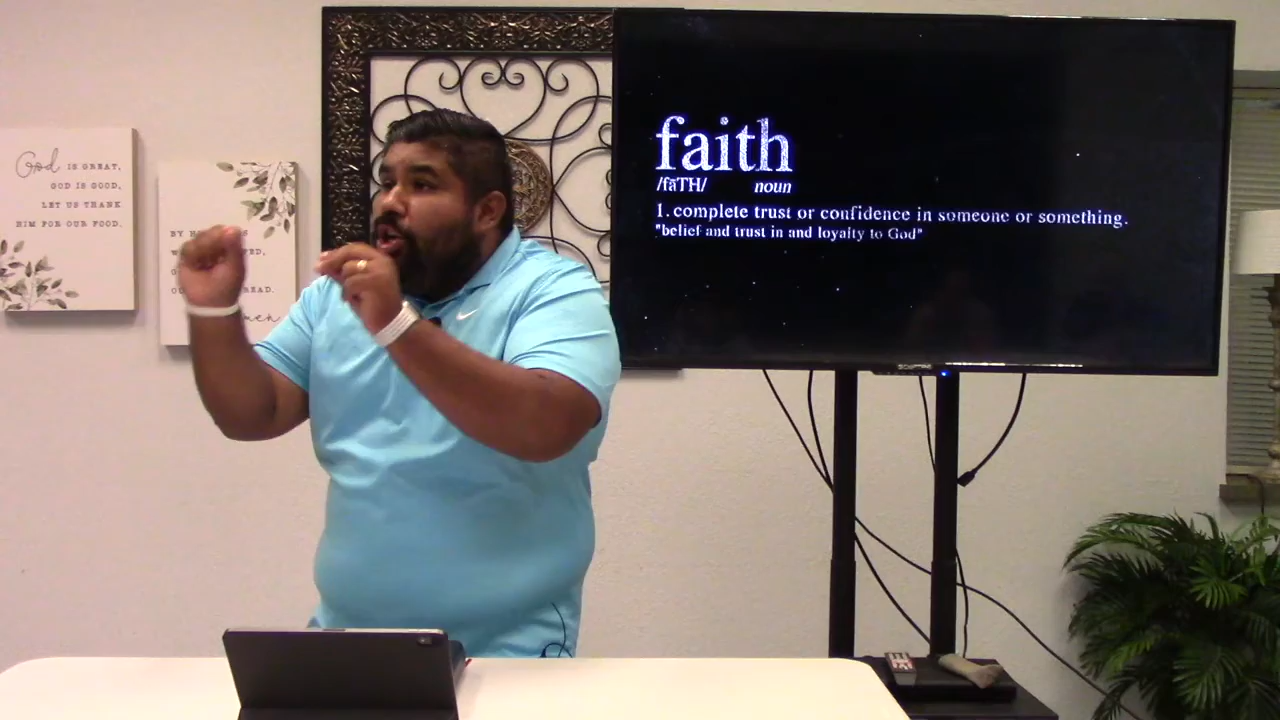 God IS GREAT,
GOD IS GOOD,
LET US THANK
HIM FOR OUR FOOD.
BY
faith
/fāTH/ noun
1. complete trust or confidence in someone or something.
"belief and trust in and loyalty to God"